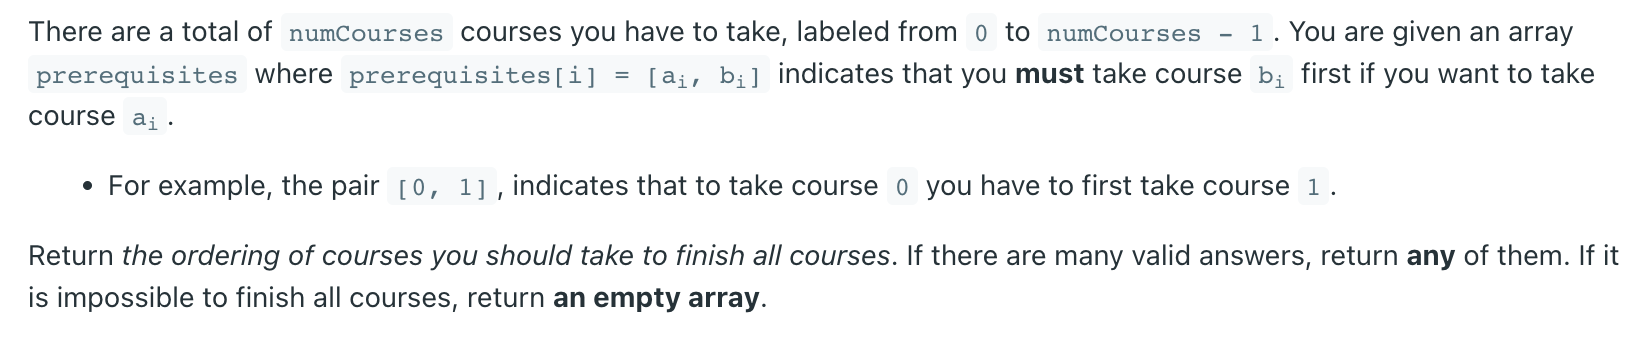 There are a total of numCourses courses you have to take, labeled from 0 to numCourses - 1. You are given an array
prerequisites where prerequisites[i] = [aᵢ, bᵢ] indicates that you must take course bᵢ first if you want to take
course aᵢ.
• For example, the pair [0, 1], indicates that to take course 0 you have to first take course 1.
Return the ordering of courses you should take to finish all courses. If there are many valid answers, return any of them. If it
is impossible to finish all courses, return an empty array.